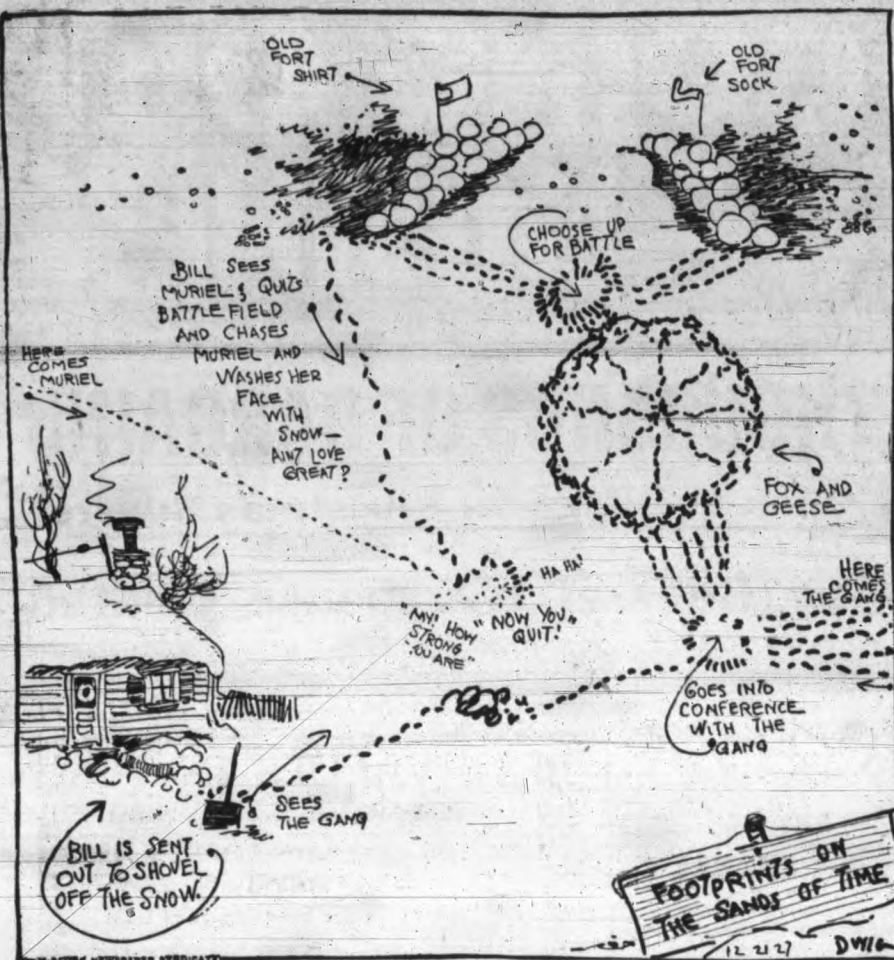 OLD
FORT
SHIRT
OLD
FORT
SOCK
CHOOSE UP
FOR BATTLE
BILL SEES
MURIEL & QUITS
BATTLE FIELD
AND CHASES
MURIEL AND
WASHES HER
FACE
WITH
SNOW—
AIN'T LOVE
GREAT?
HERE
COMES
MURIEL
FOX AND
GEESE
HA HA!
"MY! HOW
STRONG
YOU ARE"
"NOW YOU
QUIT!"
HERE
COMES
THE GANG
GOES INTO
CONFERENCE
WITH THE
GANG
SEES
THE GANG
BILL IS SENT
OUT TO SHOVEL
OFF THE SNOW.
FOOTPRINTS ON
THE SANDS OF TIME
12 21 27
DWIG
NEWSPAPER SYNDICATE